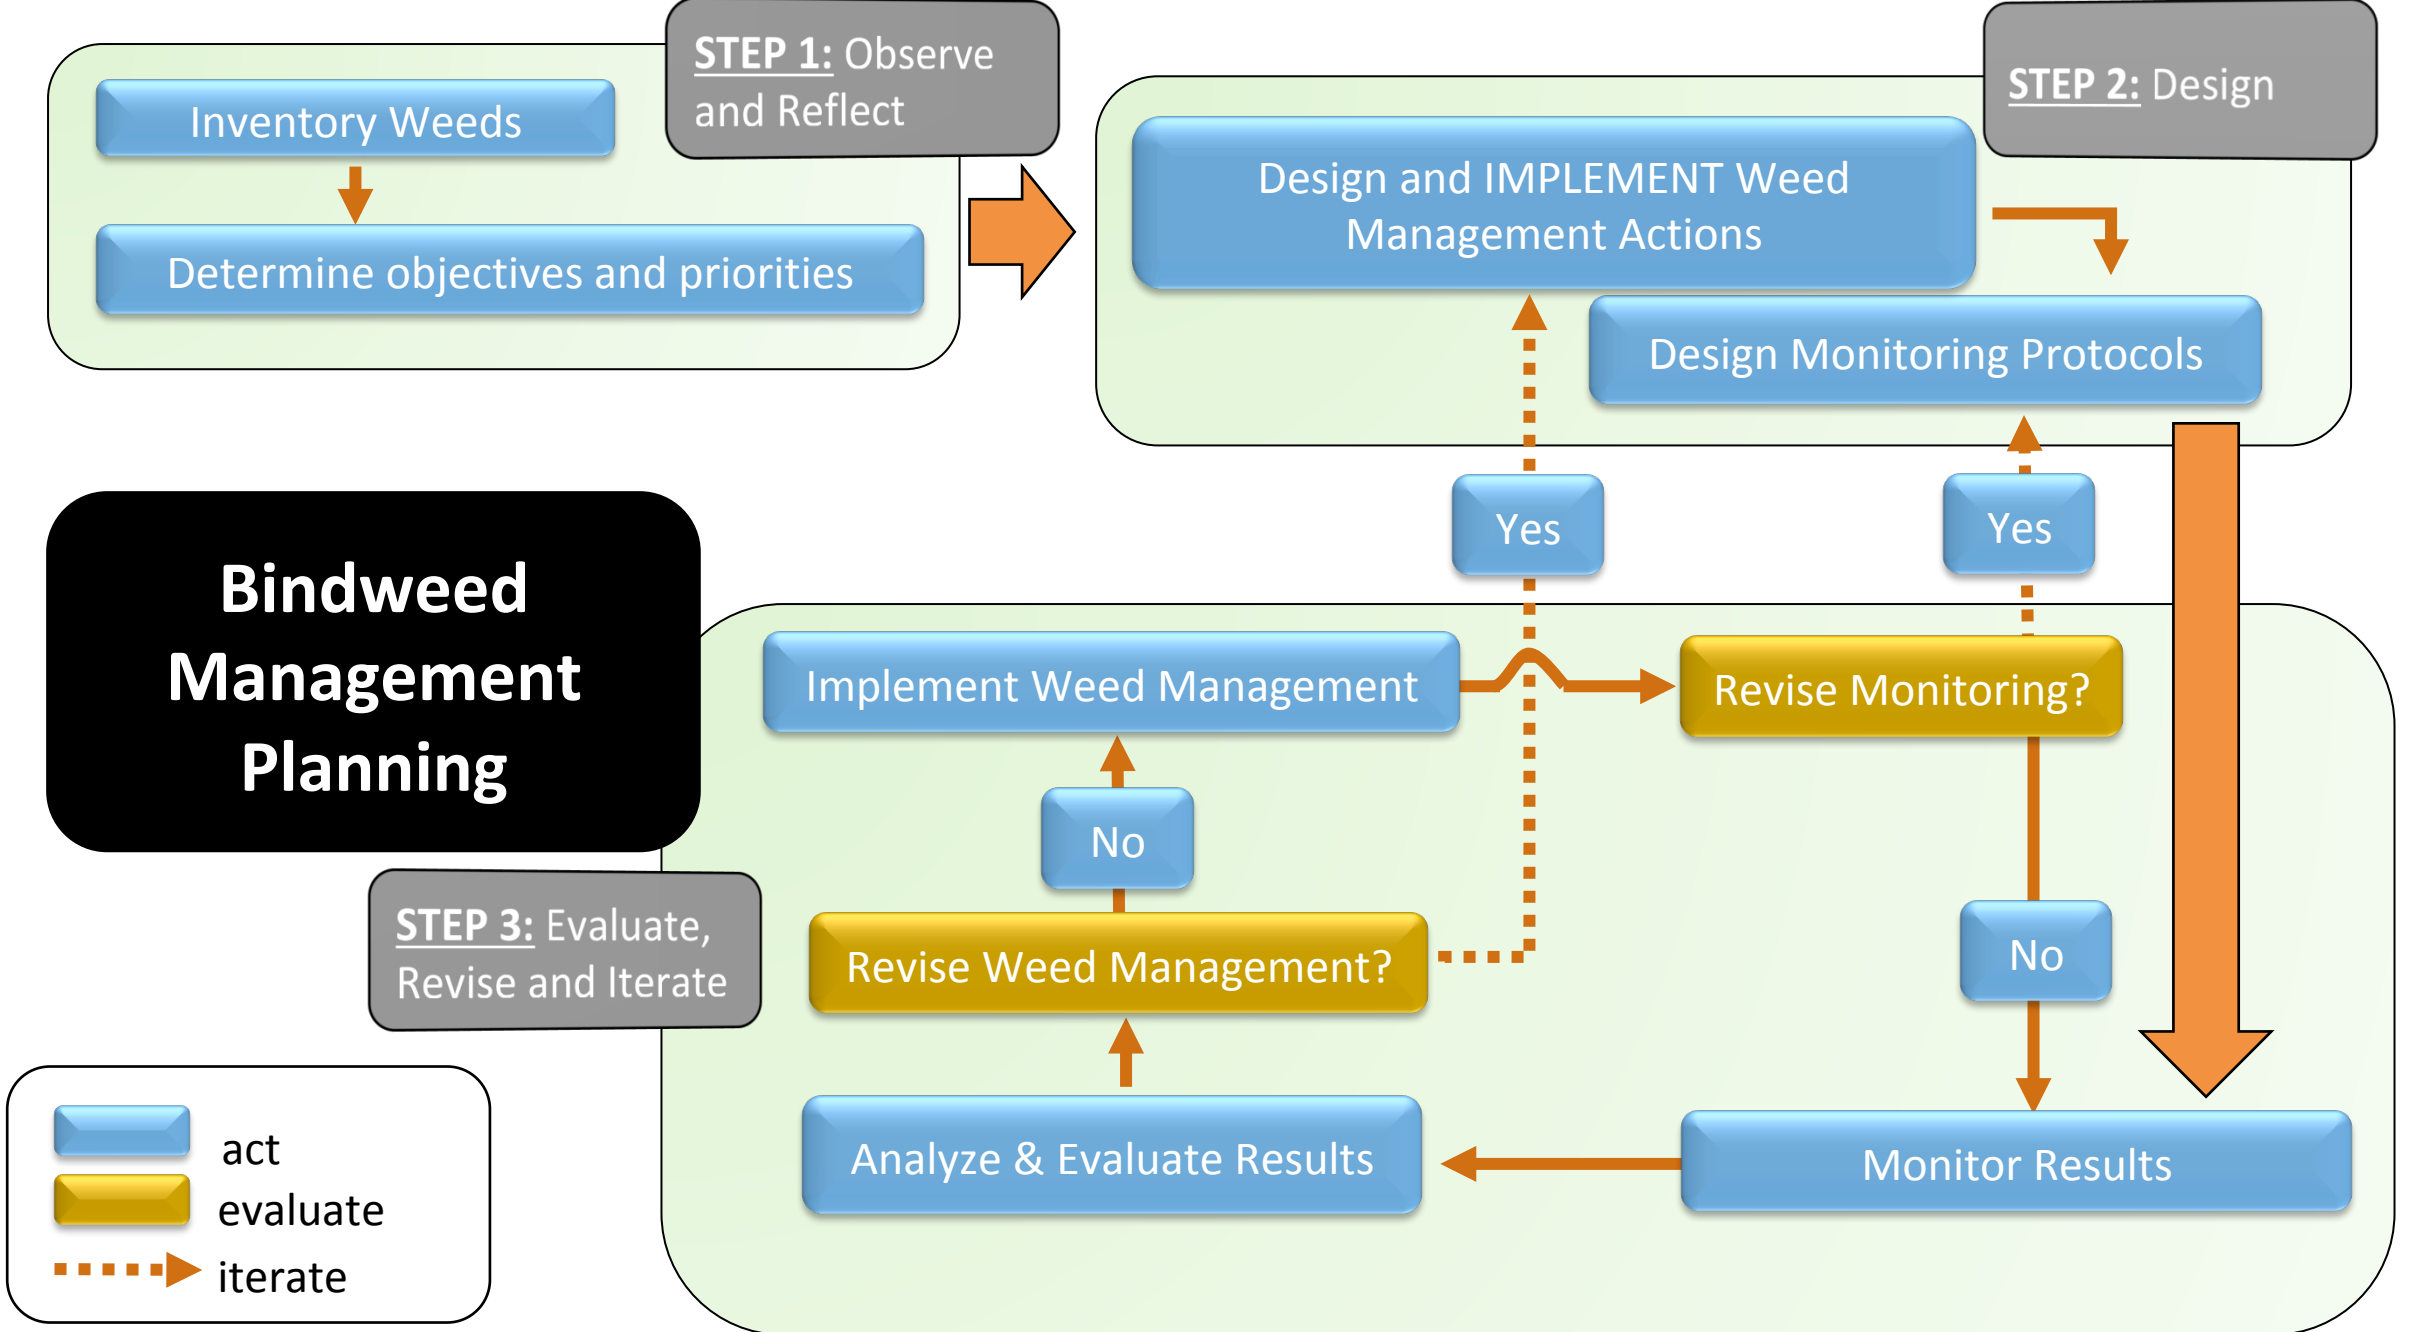 STEP 1: Observe
and Reflect
Inventory Weeds
Determine objectives and priorities
STEP 2: Design
Design and IMPLEMENT Weed
Management Actions
Design Monitoring Protocols
Yes
Yes
Bindweed
Management
Planning
Implement Weed Management
Revise Monitoring?
No
No
STEP 3: Evaluate,
Revise and Iterate
Revise Weed Management?
Analyze & Evaluate Results
Monitor Results
act
evaluate
iterate